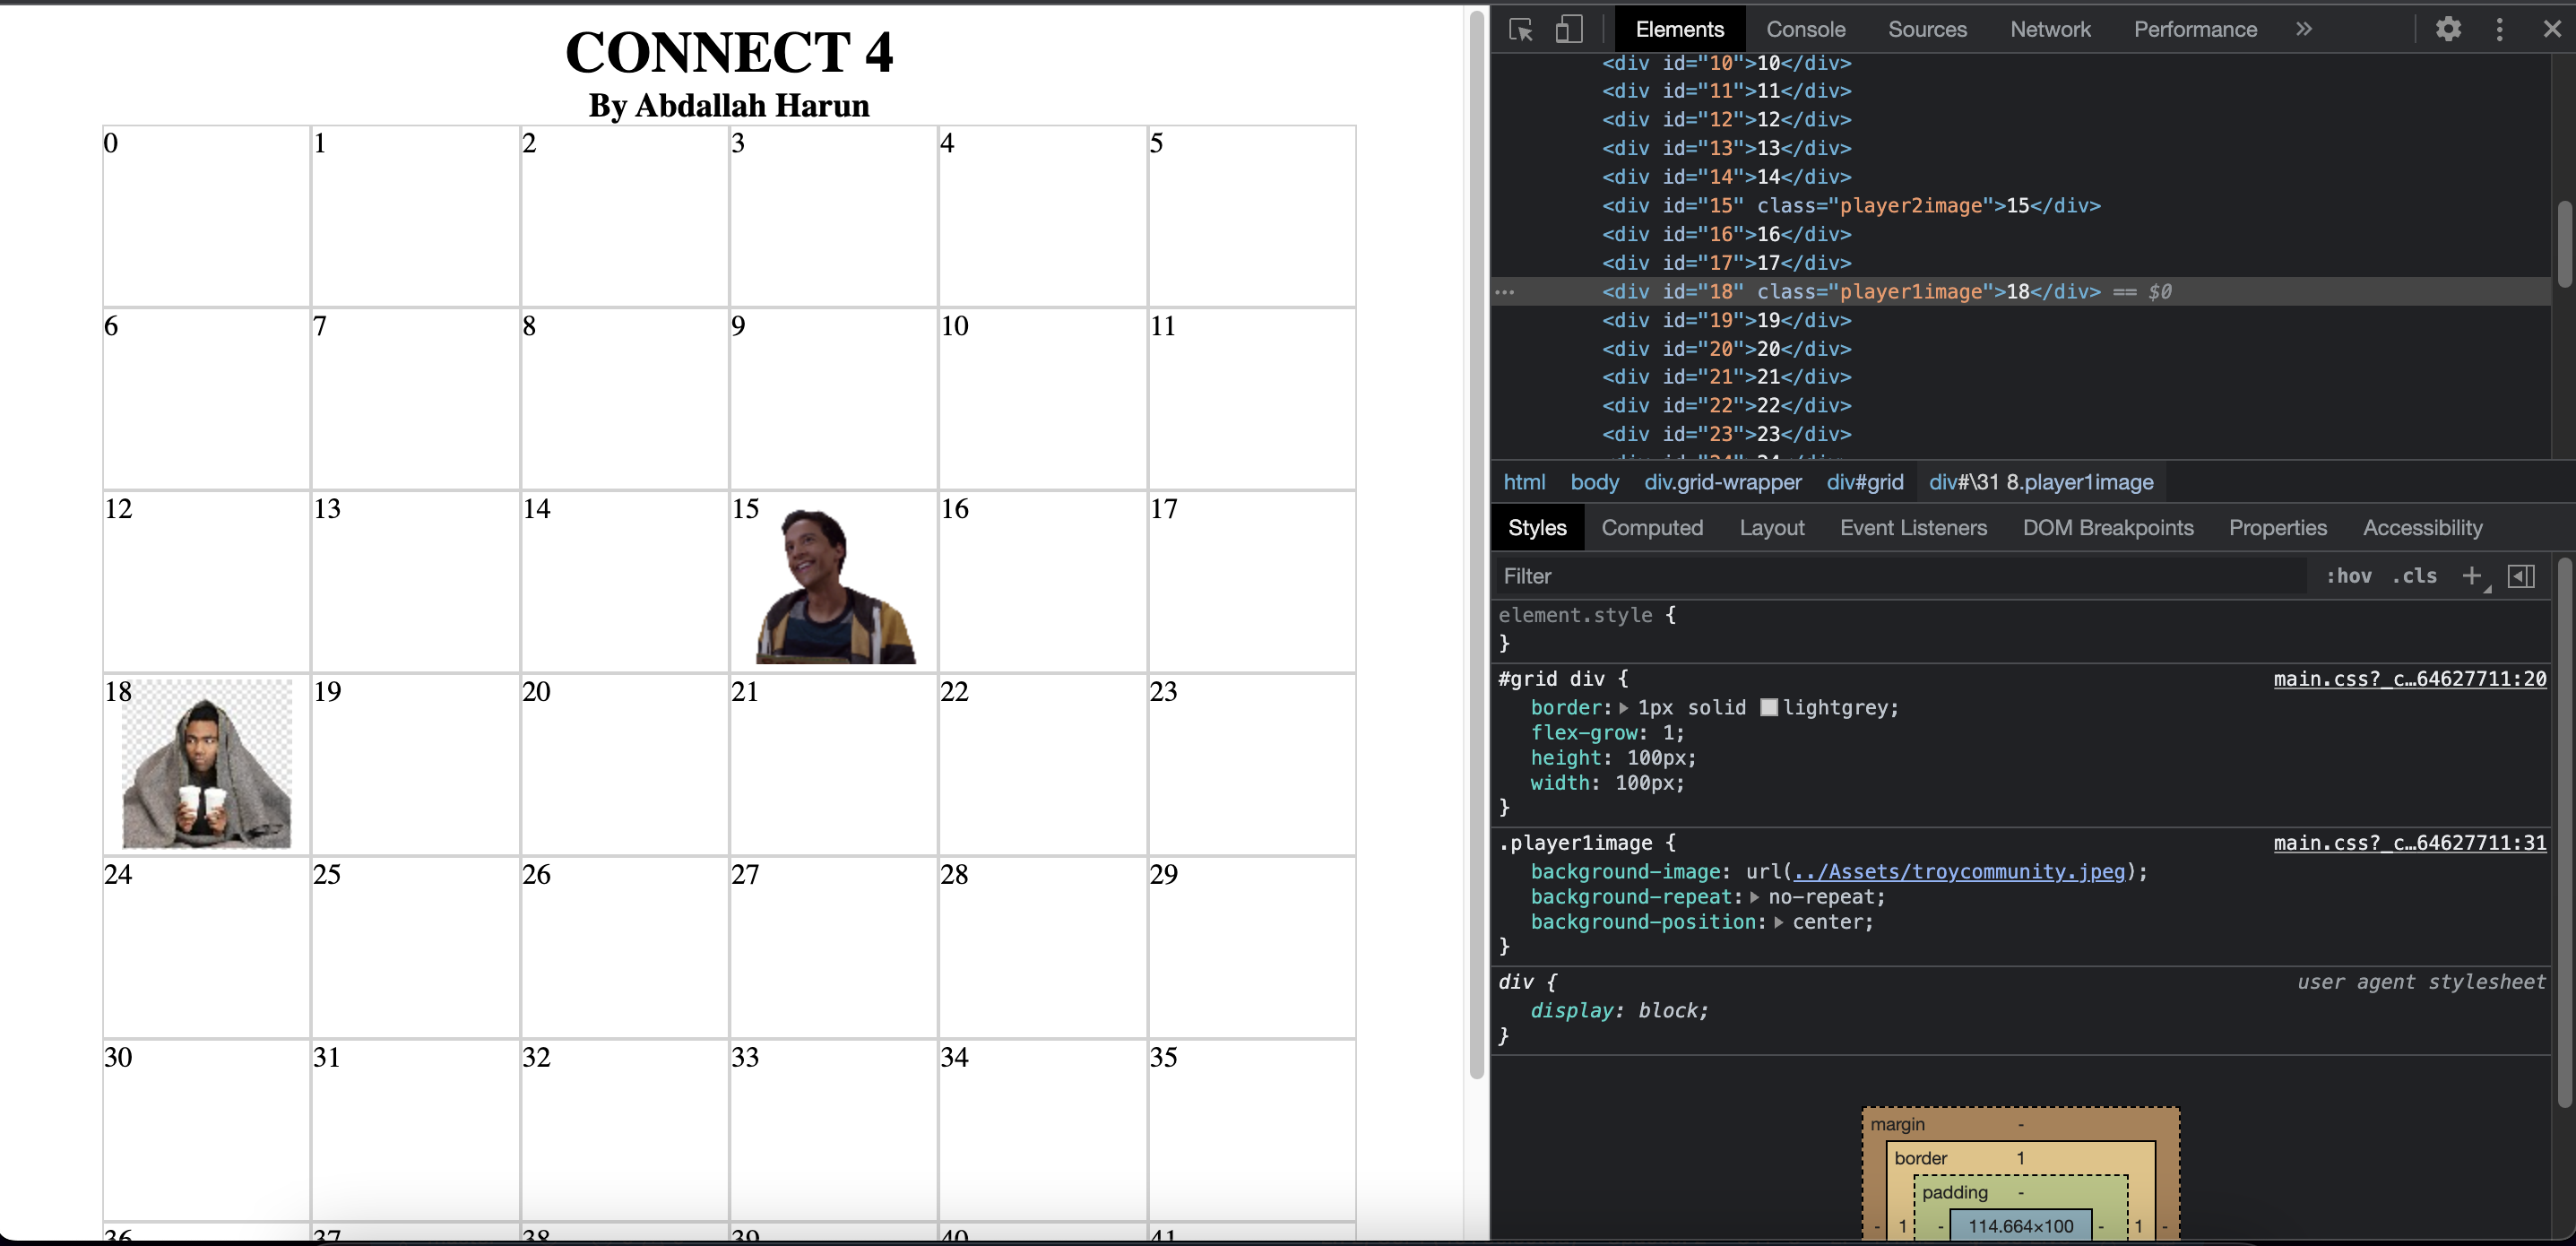 CONNECT 4
By Abdallah Harun
0 1 2 3 4 5
6 7 8 9 10 11
12 13 14 15 16 17
18 19 20 21 22 23
24 25 26 27 28 29
30 31 32 33 34 35
36 37 38 39 40 41
Elements Console Sources Network Performance »
<div id="10">10</div>
<div id="11">11</div>
<div id="12">12</div>
<div id="13">13</div>
<div id="14">14</div>
<div id="15" class="player2image">15</div>
<div id="16">16</div>
<div id="17">17</div>
··· <div id="18" class="player1image">18</div> == $0
<div id="19">19</div>
<div id="20">20</div>
<div id="21">21</div>
<div id="22">22</div>
<div id="23">23</div>
<div id="24">24</div>
html body div.grid-wrapper div#grid div#\31 8.player1image
Styles Computed Layout Event Listeners DOM Breakpoints Properties Accessibility
Filter :hov .cls +
element.style {
}
#grid div { main.css?_c…64627711:20
border: 1px solid lightgrey;
flex-grow: 1;
height: 100px;
width: 100px;
}
.player1image { main.css?_c…64627711:31
background-image: url(../Assets/troycommunity.jpeg);
background-repeat: no-repeat;
background-position: center;
}
div { user agent stylesheet
display: block;
}
margin -
border 1
padding -
- 1 - 114.664×100 - 1 -